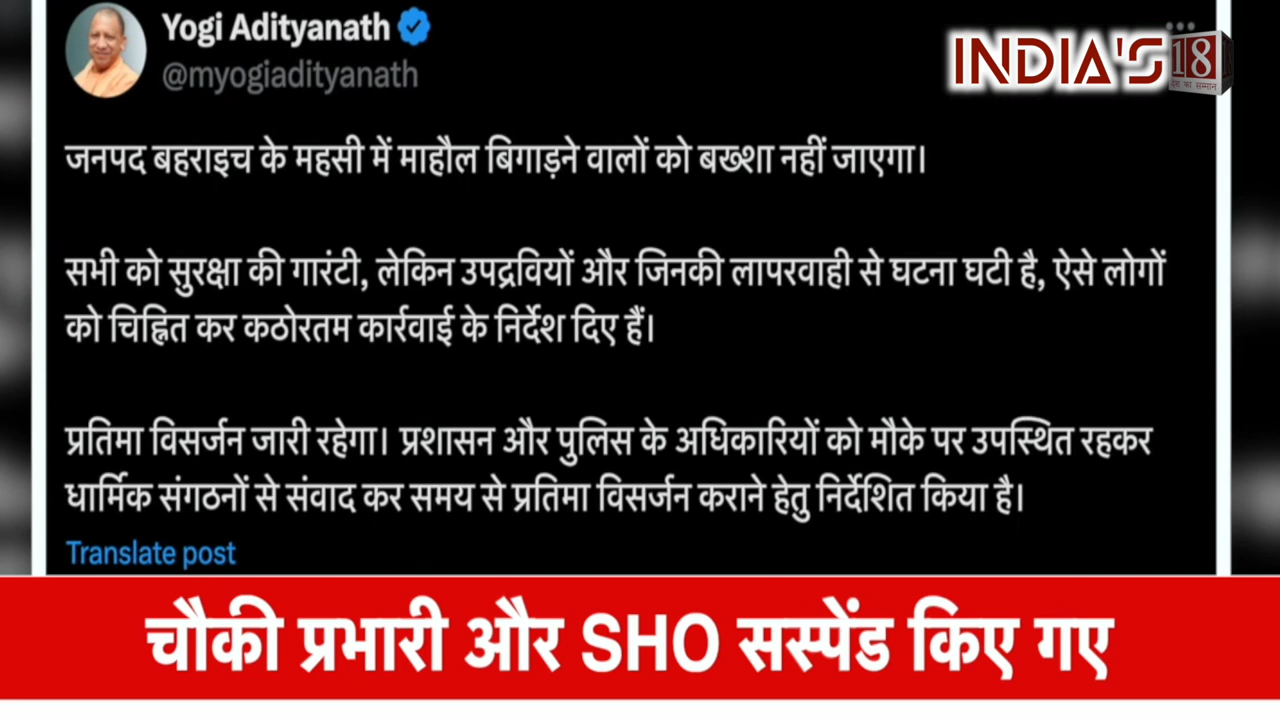 Yogi Adityanath
@myogiadityanath
INDIA'S 18
देश का सम्मान
जनपद बहराइच के महसी में माहौल बिगाड़ने वालों को बख्शा नहीं जाएगा।
सभी को सुरक्षा की गारंटी, लेकिन उपद्रवियों और जिनकी लापरवाही से घटना घटी है, ऐसे लोगों
को चिह्नित कर कठोरतम कार्रवाई के निर्देश दिए हैं।
प्रतिमा विसर्जन जारी रहेगा। प्रशासन और पुलिस के अधिकारियों को मौके पर उपस्थित रहकर
धार्मिक संगठनों से संवाद कर समय से प्रतिमा विसर्जन कराने हेतु निर्देशित किया है।
Translate post
चौकी प्रभारी और SHO सस्पेंड किए गए